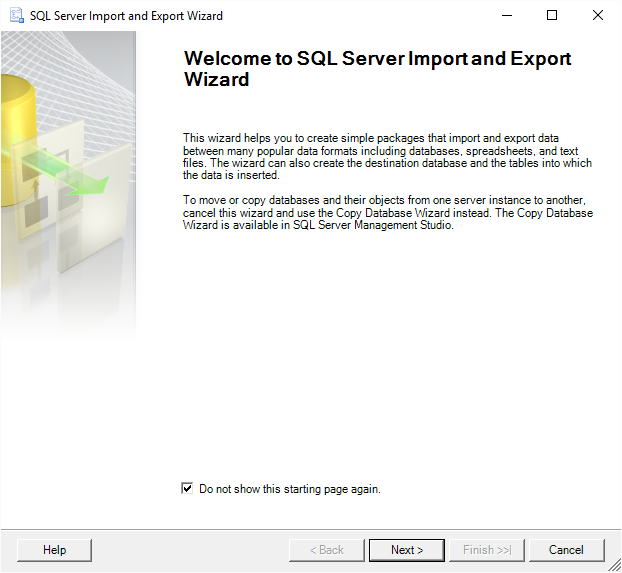 SQL Server Import and Export Wizard
Welcome to SQL Server Import and Export
Wizard
This wizard helps you to create simple packages that import and export data
between many popular data formats including databases, spreadsheets, and text
files. The wizard can also create the destination database and the tables into which
the data is inserted.
To move or copy databases and their objects from one server instance to another,
cancel this wizard and use the Copy Database Wizard instead. The Copy Database
Wizard is available in SQL Server Management Studio.
Do not show this starting page again.
Help
< Back
Next >
Finish >>|
Cancel